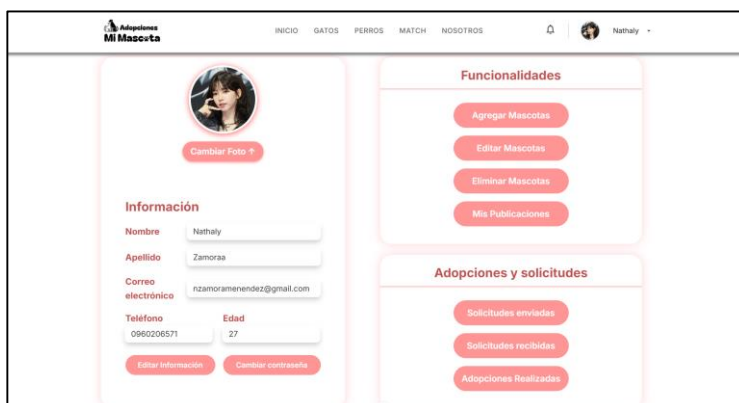 Adopciones
Mi Mascota
INICIO GATOS PERROS MATCH NOSOTROS
Nathaly
Cambiar Foto ↑
Información
Nombre Nathaly
Apellido Zamoraa
Correo electrónico nzamoramenendez@gmail.com
Teléfono Edad
0960206571 27
Editar Información Cambiar contraseña
Funcionalidades
Agregar Mascotas
Editar Mascotas
Eliminar Mascotas
Mis Publicaciones
Adopciones y solicitudes
Solicitudes enviadas
Solicitudes recibidas
Adopciones Realizadas